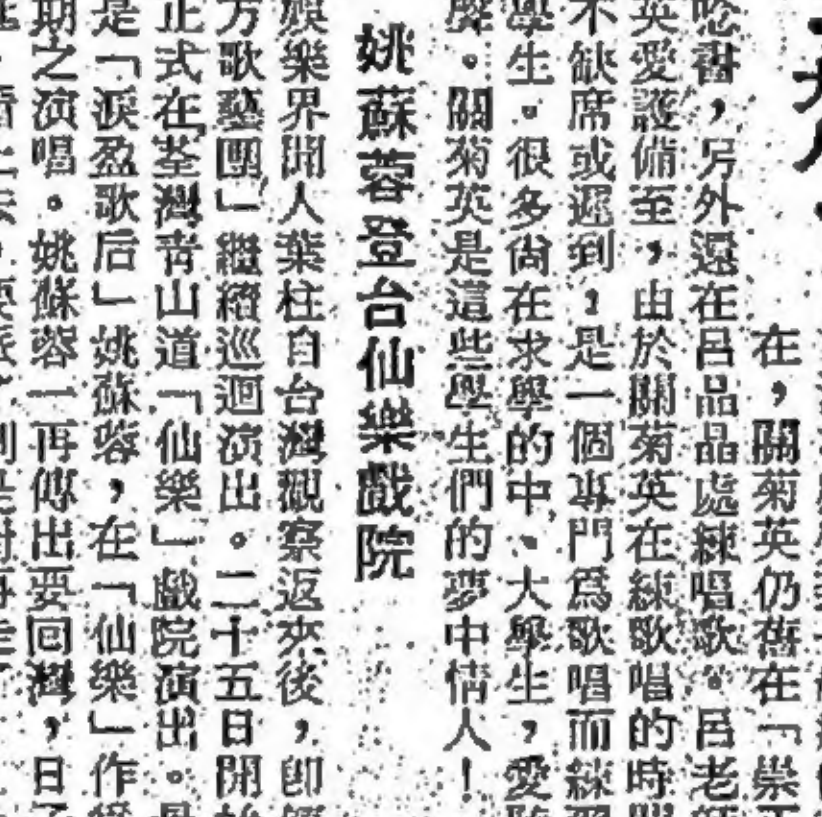 在，關菊英仍舊在「崇
唸書，另外還在呂品品處練唱歌。呂老師
英愛護備至，由於關菊英在練歌唱的時
不缺席或遲到，是一個專門爲歌唱而練習
學生。很多尙在求學的中、大學生，愛聽
聲。關菊英是這些學生們的夢中情人！
姚蘇蓉登台仙樂戲院
娛樂界聞人葉柱自台灣觀察返來後，卽
方歌藝團」繼續巡迴演出。二十五日開始
正式在荃灣靑山道「仙樂」戲院演出。
是「淚盈歌后」姚蘇蓉，在「仙樂」作
期之演唱。姚蘇蓉一再傳出要回灣，日子